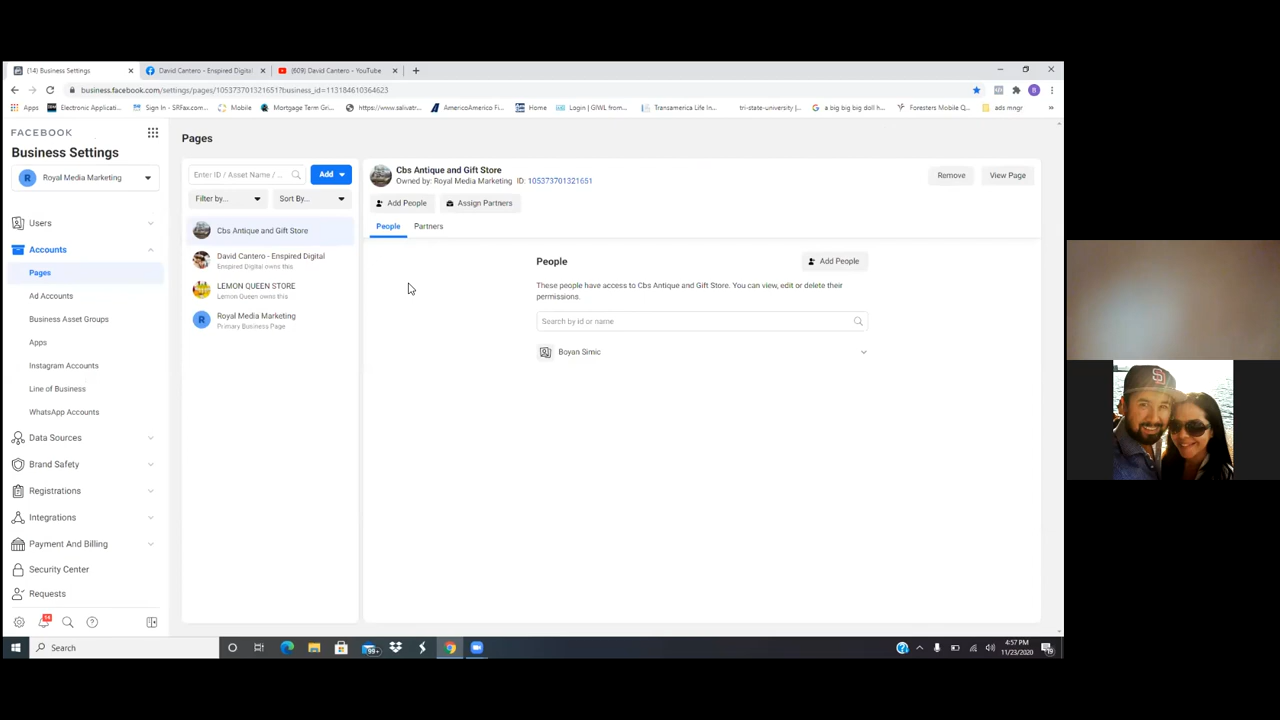 (14) Business Settings
David Cantero - Enspired Digital
(609) David Cantero - YouTube
business.facebook.com/settings/pages/105373701321651?business_id=113184610364623
B
Apps
Electronic Applicati...
Sign In - SRFax.com
Mobile
Mortgage Term Gri...
https://www.salivatr...
AmericoAmerico Fi...
Home
Login | GIWL from...
Transamerica Life In...
tri-state-university |...
a big big big doll h...
Foresters Mobile Q...
ads mngr
FACEBOOK
Business Settings
R Royal Media Marketing
Users
Accounts
Pages
Ad Accounts
Business Asset Groups
Apps
Instagram Accounts
Line of Business
WhatsApp Accounts
Data Sources
Brand Safety
Registrations
Integrations
Payment And Billing
Security Center
Requests
14
Pages
Enter ID / Asset Name / ...
Add
Filter by...
Sort By...
Cbs Antique and Gift Store
David Cantero - Enspired Digital
Enspired Digital owns this
LEMON QUEEN STORE
Lemon Queen owns this
R Royal Media Marketing
Primary Business Page
Cbs Antique and Gift Store
Owned by: Royal Media Marketing ID: 105373701321651
Remove
View Page
Add People
Assign Partners
People
Partners
People
Add People
These people have access to Cbs Antique and Gift Store. You can view, edit or delete their
permissions.
Search by id or name
Boyan Simic
Search
99+
4:57 PM
11/23/2020
19